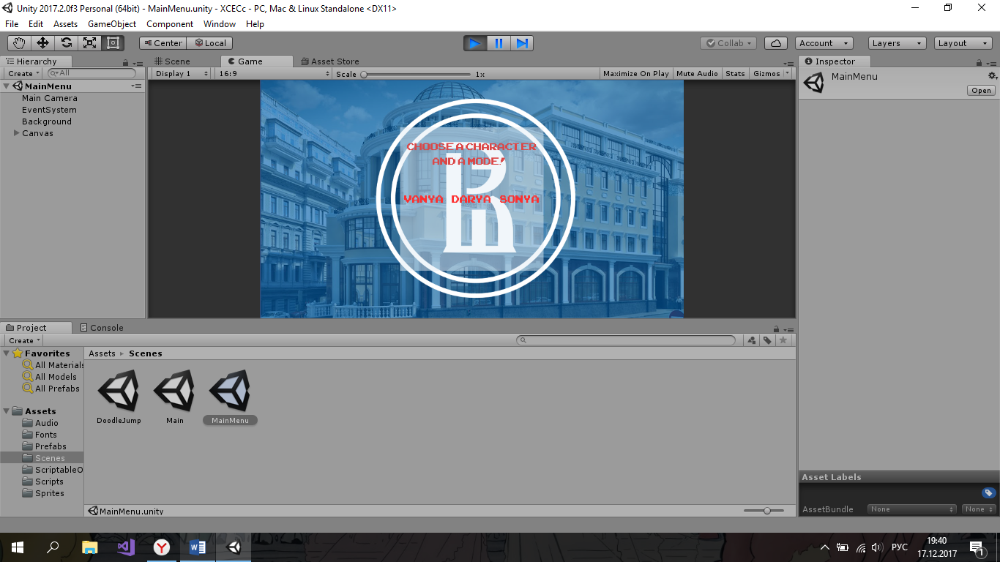 Unity 2017.2.0f3 Personal (64bit) - MainMenu.unity - XCECc - PC, Mac & Linux Standalone <DX11>
File Edit Assets GameObject Component Window Help
Center Local Collab Account Layers Layout
Hierarchy
Create All
MainMenu
Main Camera
EventSystem
Background
Canvas
Scene Game Asset Store
Display 1 16:9 Scale 1x Maximize On Play Mute Audio Stats Gizmos
CHOOSE A CHARACTER
AND A MODE!
VANYA DARYA SONYA
Inspector
MainMenu
Open
Project Console
Create
Favorites
All Materials
All Models
All Prefabs
Assets
Audio
Fonts
Prefabs
Scenes
ScriptableO
Scripts
Sprites
Assets Scenes
DoodleJump Main MainMenu
MainMenu.unity
Asset Labels
AssetBundle None None
РУС
19:40
17.12.2017
1